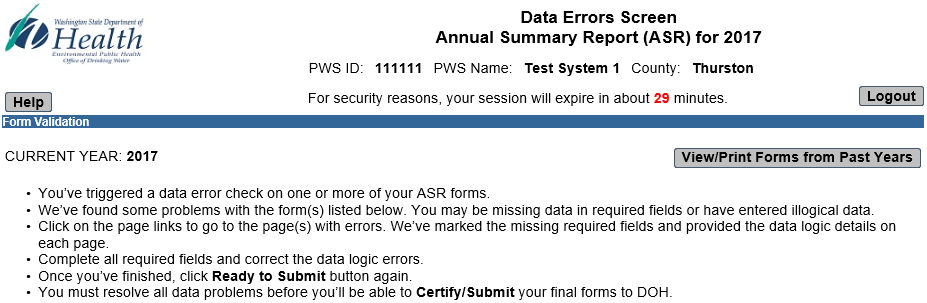 Washington State Department of
Health
Environmental Public Health
Office of Drinking Water
Data Errors Screen
Annual Summary Report (ASR) for 2017
PWS ID: 111111 PWS Name: Test System 1 County: Thurston
Help
For security reasons, your session will expire in about 29 minutes.
Logout
Form Validation
CURRENT YEAR: 2017
View/Print Forms from Past Years
• You've triggered a data error check on one or more of your ASR forms.
• We've found some problems with the form(s) listed below. You may be missing data in required fields or have entered illogical data.
• Click on the page links to go to the page(s) with errors. We've marked the missing required fields and provided the data logic details on
each page.
• Complete all required fields and correct the data logic errors.
• Once you've finished, click Ready to Submit button again.
• You must resolve all data problems before you'll be able to Certify/Submit your final forms to DOH.